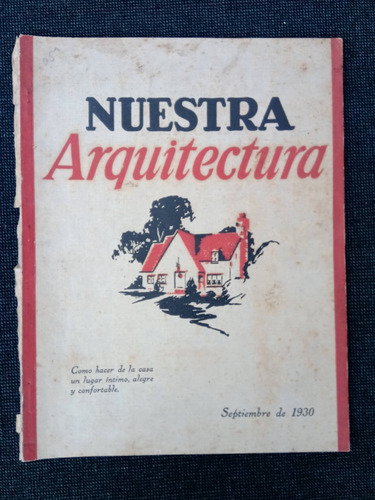 NUESTRA
Arquitectura
Como hacer de la casa
un lugar íntimo, alegre
y confortable.
Septiembre de 1930